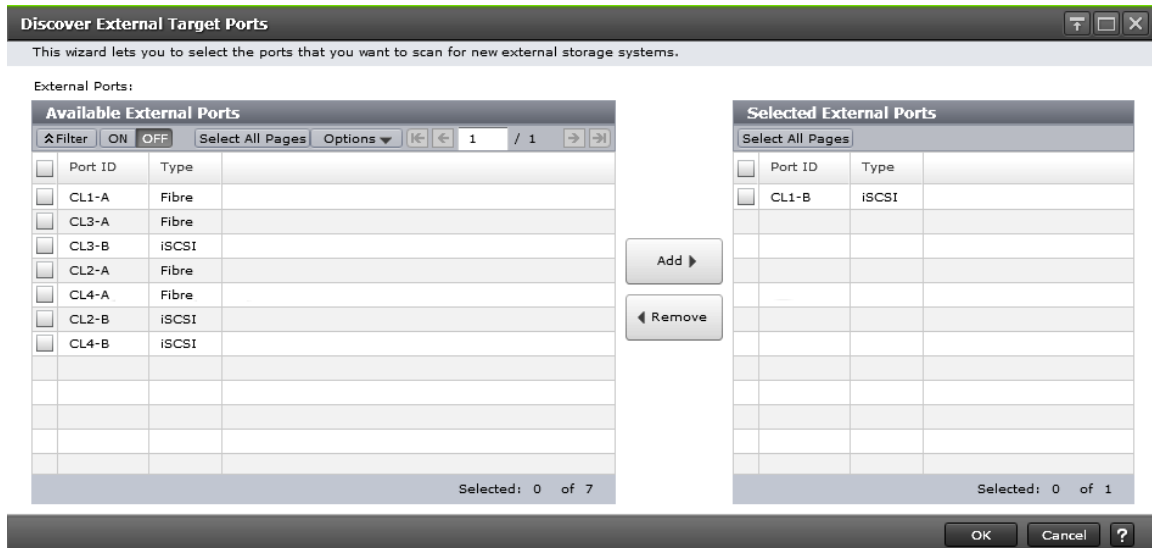 Discover External Target Ports
This wizard lets you to select the ports that you want to scan for new external storage systems.
External Ports:
Available External Ports
Filter ON OFF Select All Pages Options 1 / 1
Port ID Type
CL1-A Fibre
CL3-A Fibre
CL3-B iSCSI
CL2-A Fibre
CL4-A Fibre
CL2-B iSCSI
CL4-B iSCSI
Selected: 0 of 7
Add
Remove
Selected External Ports
Select All Pages
Port ID Type
CL1-B iSCSI
Selected: 0 of 1
OK Cancel ?